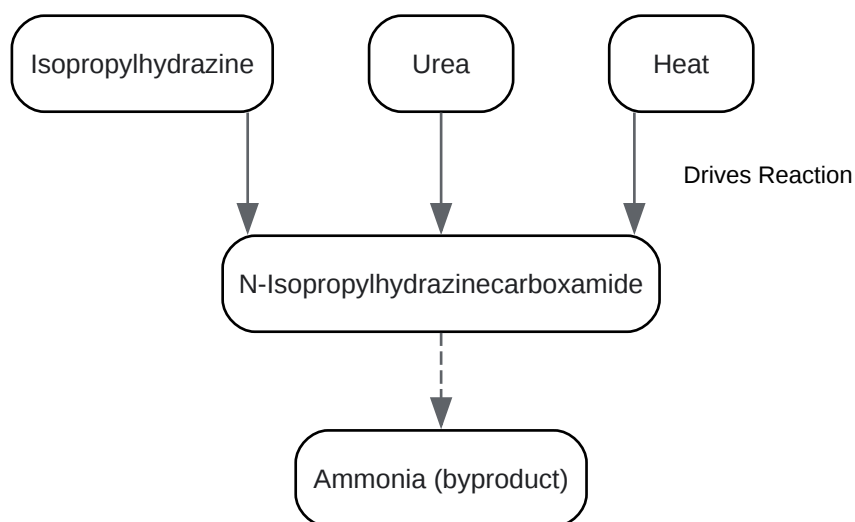 Isopropylhydrazine
Urea
Heat
Drives Reaction
N-Isopropylhydrazinecarboxamide
Ammonia (byproduct)